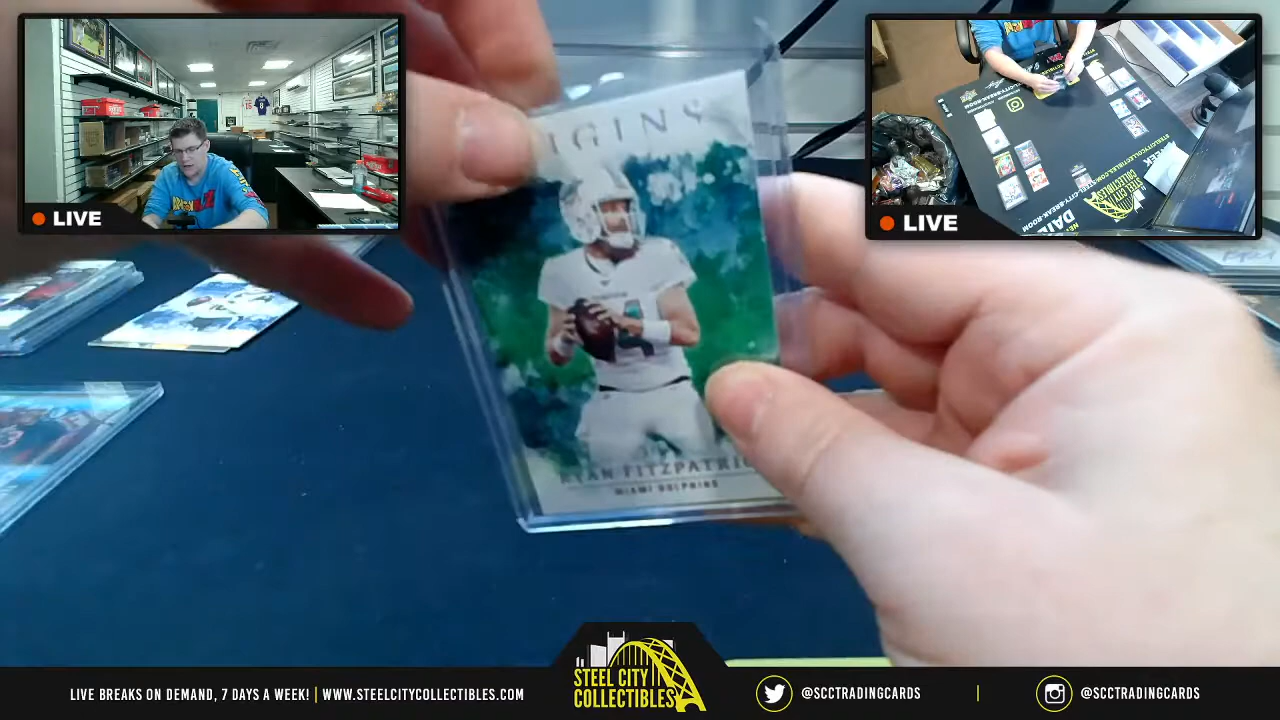 LIVE
LIVE
IGINS
RYAN FITZPATRIC
MIAMI DOLPHINS
STEEL CITY
COLLECTIBLES
LIVE BREAKS ON DEMAND, 7 DAYS A WEEK! | WWW.STEELCITYCOLLECTIBLES.COM
@SCCTRADINGCARDS
@SCCTRADINGCARDS